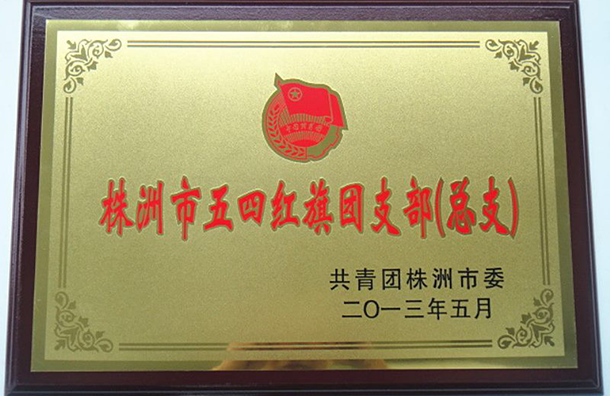 株洲市五四红旗团支部(总支)
共青团株洲市委
二〇一三年五月